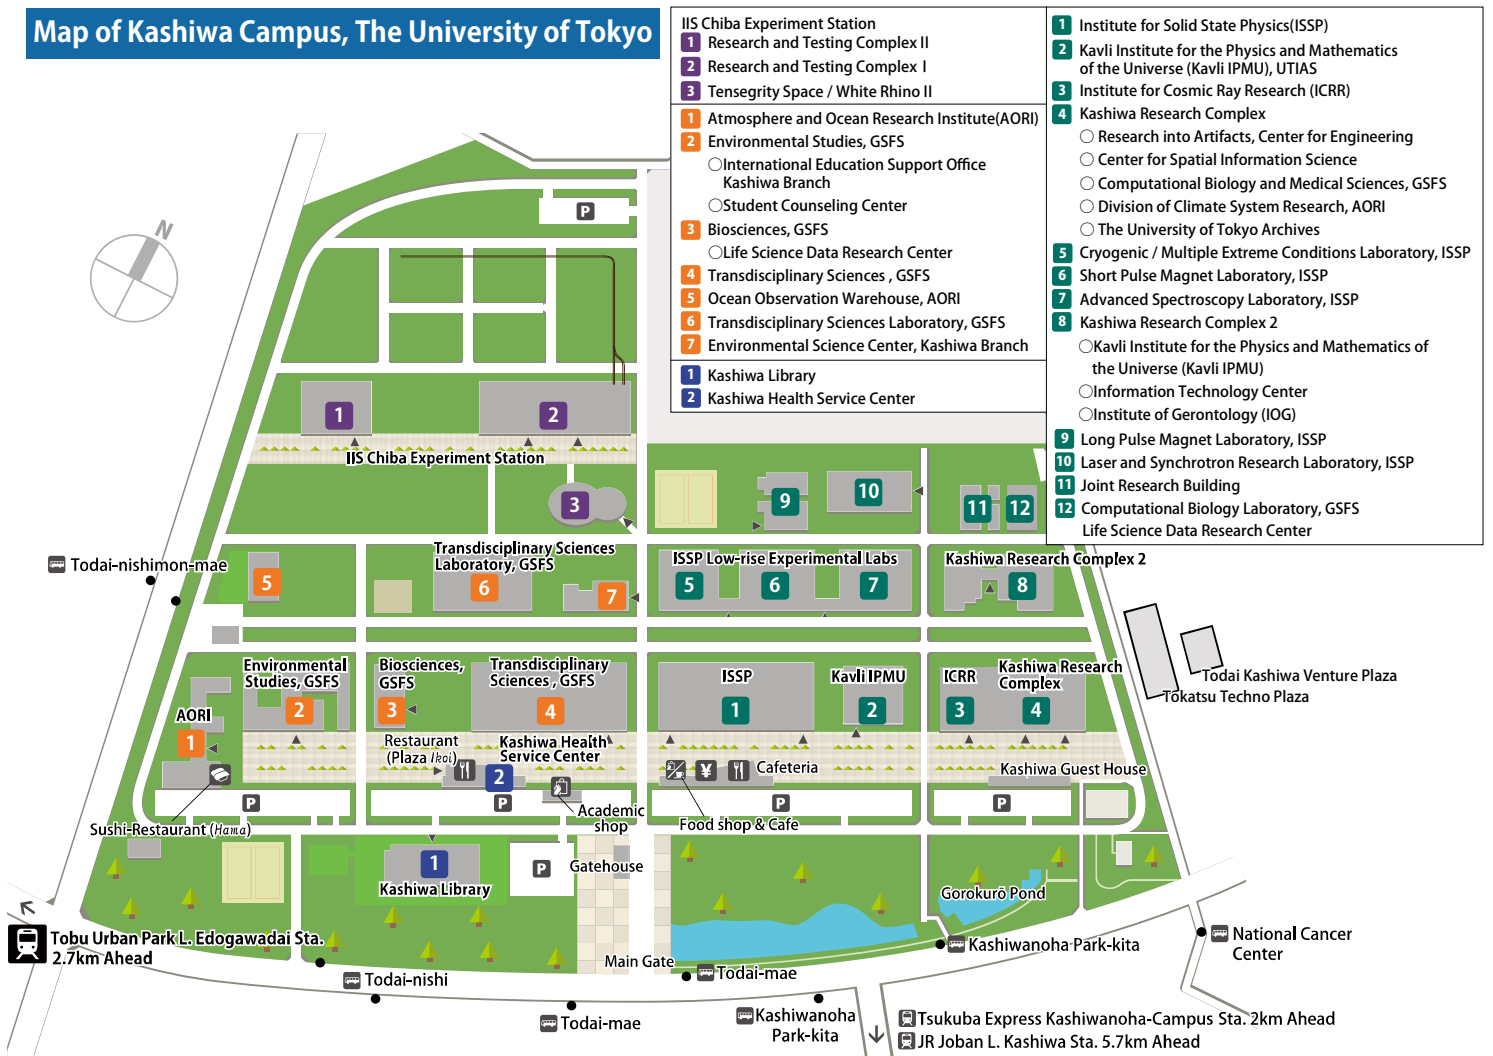 Map of Kashiwa Campus, The University of Tokyo
IIS Chiba Experiment Station
1 Research and Testing Complex II
2 Research and Testing Complex I
3 Tensegrity Space / White Rhino II
1 Atmosphere and Ocean Research Institute(AORI)
2 Environmental Studies, GSFS
○International Education Support Office
Kashiwa Branch
○Student Counseling Center
3 Biosciences, GSFS
○Life Science Data Research Center
4 Transdisciplinary Sciences , GSFS
5 Ocean Observation Warehouse, AORI
6 Transdisciplinary Sciences Laboratory, GSFS
7 Environmental Science Center, Kashiwa Branch
1 Kashiwa Library
2 Kashiwa Health Service Center
1 Institute for Solid State Physics(ISSP)
2 Kavli Institute for the Physics and Mathematics
of the Universe (Kavli IPMU), UTIAS
3 Institute for Cosmic Ray Research (ICRR)
4 Kashiwa Research Complex
○ Research into Artifacts, Center for Engineering
○ Center for Spatial Information Science
○ Computational Biology and Medical Sciences, GSFS
○ Division of Climate System Research, AORI
○ The University of Tokyo Archives
5 Cryogenic / Multiple Extreme Conditions Laboratory, ISSP
6 Short Pulse Magnet Laboratory, ISSP
7 Advanced Spectroscopy Laboratory, ISSP
8 Kashiwa Research Complex 2
○Kavli Institute for the Physics and Mathematics of
the Universe (Kavli IPMU)
○Information Technology Center
○Institute of Gerontology (IOG)
9 Long Pulse Magnet Laboratory, ISSP
10 Laser and Synchrotron Research Laboratory, ISSP
11 Joint Research Building
12 Computational Biology Laboratory, GSFS
Life Science Data Research Center
N
P
1
2
IIS Chiba Experiment Station
3
9
10
11
12
Todai-nishimon-mae
5
Transdisciplinary Sciences
Laboratory, GSFS
6
7
ISSP Low-rise Experimental Labs
5
6
7
Kashiwa Research Complex 2
8
Todai Kashiwa Venture Plaza
Tokatsu Techno Plaza
AORI
1
Environmental
Studies, GSFS
2
Biosciences,
GSFS
3
Transdisciplinary
Sciences , GSFS
4
ISSP
1
Kavli IPMU
2
ICRR
3
Kashiwa Research
Complex
4
Restaurant
(Plaza Ikoi)
Kashiwa Health
Service Center
2
¥
Cafeteria
Kashiwa Guest House
P
P
P
P
Sushi-Restaurant (Hama)
Academic
shop
Food shop & Cafe
1
Kashiwa Library
P
Gatehouse
Gorokurō Pond
Main Gate
Tobu Urban Park L. Edogawadai Sta.
2.7km Ahead
Todai-nishi
Todai-mae
Todai-mae
Kashiwanoha
Park-kita
Kashiwanoha Park-kita
National Cancer
Center
Tsukuba Express Kashiwanoha-Campus Sta. 2km Ahead
JR Joban L. Kashiwa Sta. 5.7km Ahead